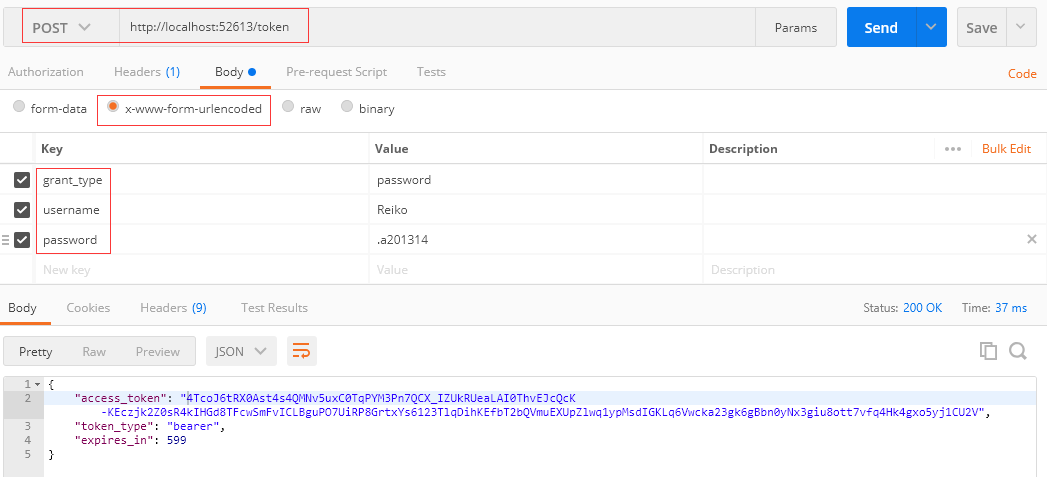 POST http://localhost:52613/token Params Send Save
Authorization Headers (1) Body Pre-request Script Tests Code
form-data x-www-form-urlencoded raw binary
Key Value Description Bulk Edit
grant_type password
username Reiko
password .a201314
New key Value Description
Body Cookies Headers (9) Test Results Status: 200 OK Time: 37 ms
Pretty Raw Preview JSON
1 {
2 "access_token": "4TcoJ6tRX0Ast4s4QMNv5uxC0TqPYM3Pn7QCX_IZUkRUeaLAI0ThvEJcQcK
-KEczjk2Z0sR4kIHGd8TFcwSmFvICLBguPO7UiRP8GrtxYs6123TlqDihKEfbT2bQVmuEXUpZlwq1ypMsdIGKLq6Vwcka23gk6gBbn0yNx3giu8ott7vfq4Hk4gxo5yj1CU2V",
3 "token_type": "bearer",
4 "expires_in": 599
5 }